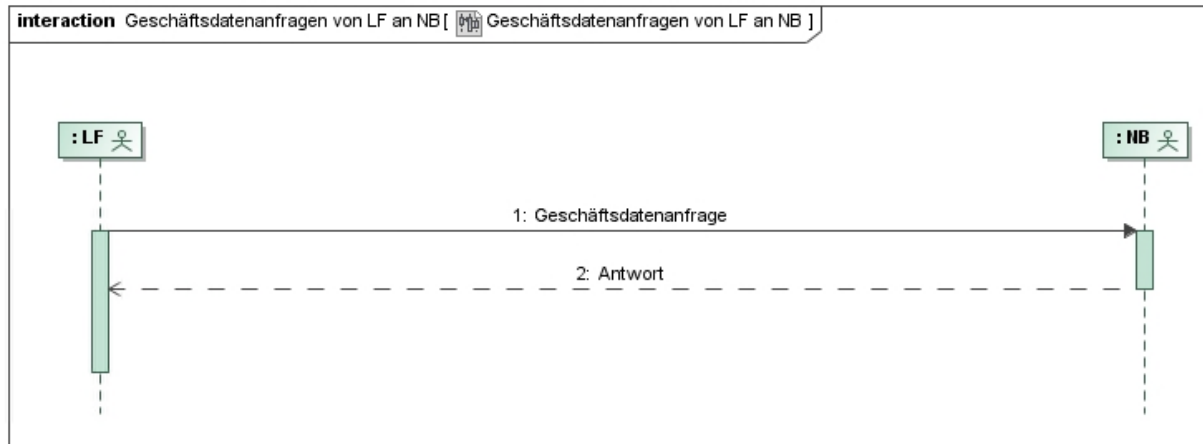 interaction Geschäftsdatenanfragen von LF an NB[ Geschäftsdatenanfragen von LF an NB ]
: LF
: NB
1: Geschäftsdatenanfrage
2: Antwort